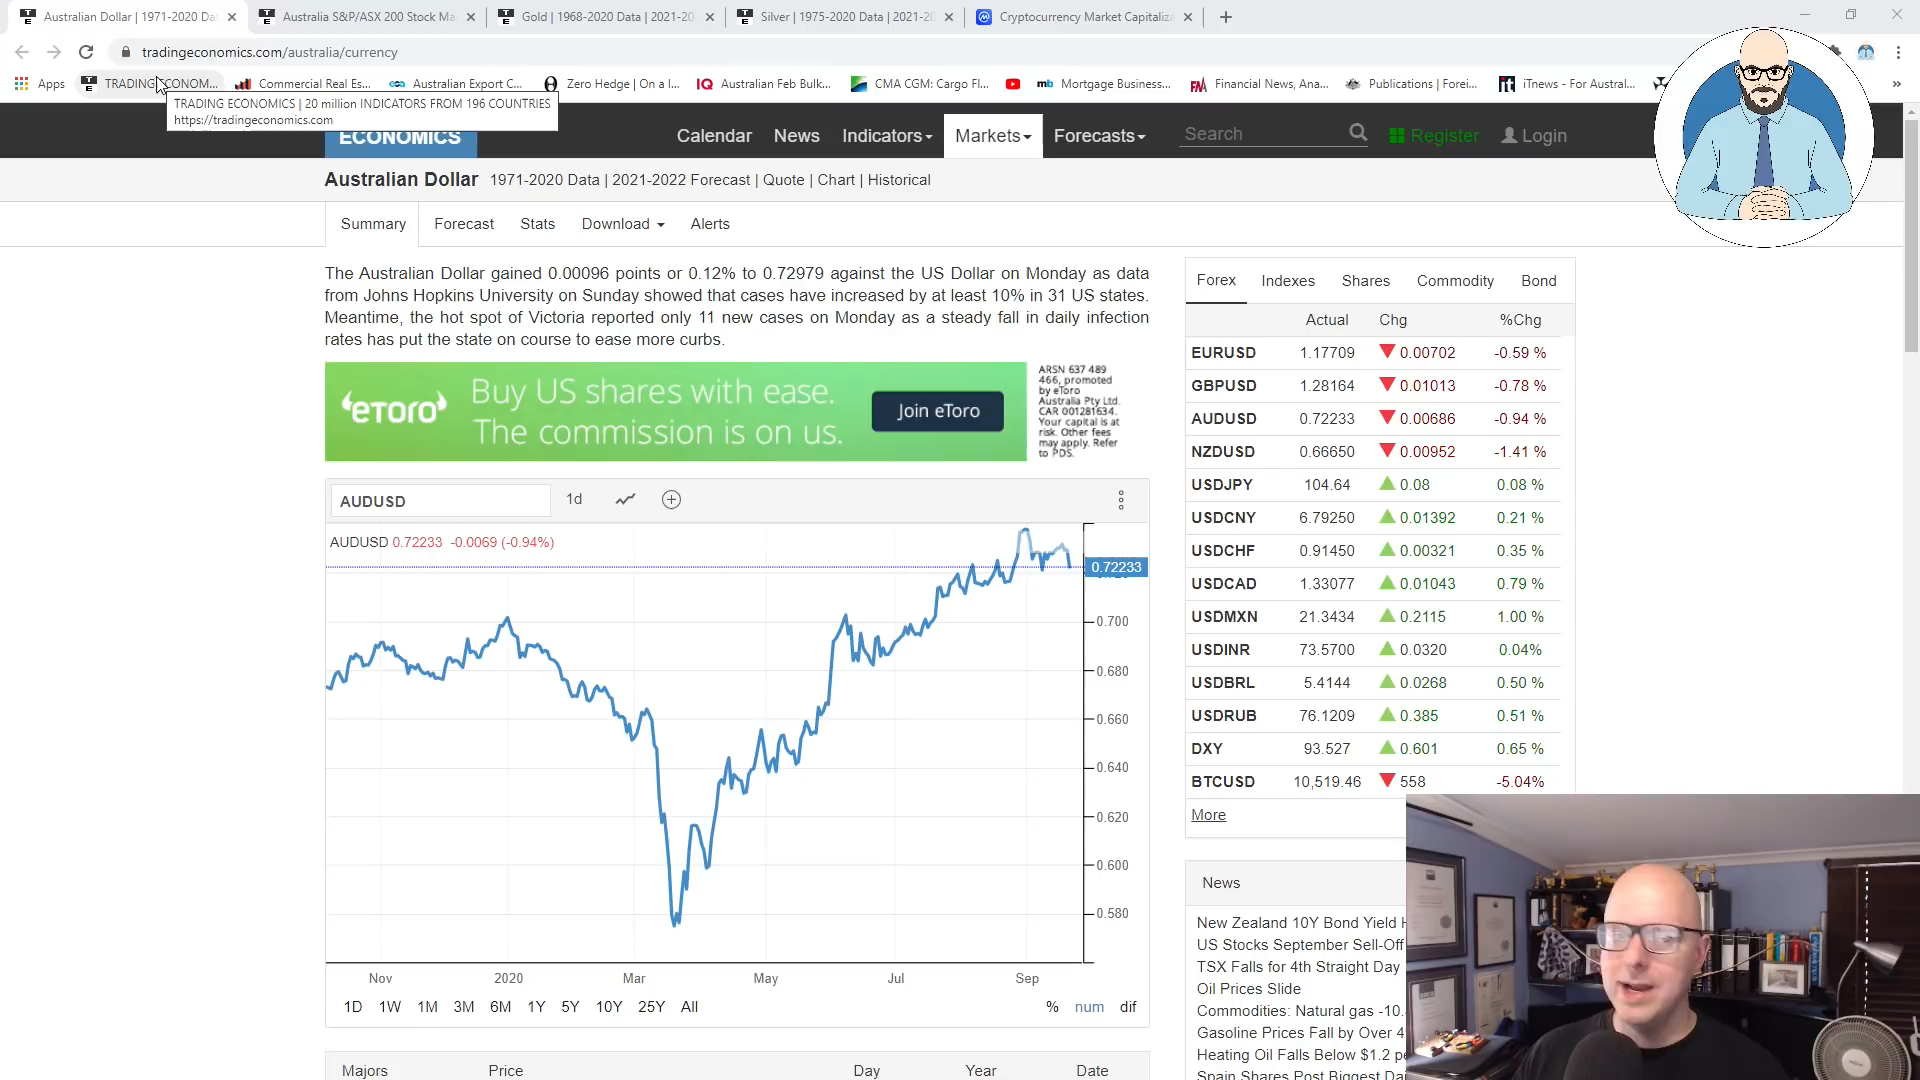 Australian Dollar | 1971-2020 Dat
Australia S&P/ASX 200 Stock Ma
Gold | 1968-2020 Data | 2021-20
Silver | 1975-2020 Data | 2021-20
Cryptocurrency Market Capitaliza
tradingeconomics.com/australia/currency
Apps
TRADING ECONOM...
Commercial Real Es...
Australian Export C...
Zero Hedge | On a l...
Australian Feb Bulk...
CMA CGM: Cargo Fl...
Mortgage Business...
Financial News, Ana...
Publications | Forei...
iTnews - For Austral...
TRADING ECONOMICS | 20 million INDICATORS FROM 196 COUNTRIES
https://tradingeconomics.com
ECONOMICS
Calendar
News
Indicators
Markets
Forecasts
Search
Register
Login
Australian Dollar 1971-2020 Data | 2021-2022 Forecast | Quote | Chart | Historical
Summary
Forecast
Stats
Download
Alerts
The Australian Dollar gained 0.00096 points or 0.12% to 0.72979 against the US Dollar on Monday as data
from Johns Hopkins University on Sunday showed that cases have increased by at least 10% in 31 US states.
Meantime, the hot spot of Victoria reported only 11 new cases on Monday as a steady fall in daily infection
rates has put the state on course to ease more curbs.
eToro
Buy US shares with ease.
The commission is on us.
Join eToro
ARSN 637 489
466, promoted
by eToro
Australia Pty Ltd.
CAR 001281634.
Your capital is at
risk. Other fees
may apply. Refer
to PDS.
AUDUSD
1d
AUDUSD 0.72233 -0.0069 (-0.94%)
0.72233
0.700
0.680
0.660
0.640
0.620
0.600
0.580
Nov 2020 Mar May Jul Sep
1D 1W 1M 3M 6M 1Y 5Y 10Y 25Y All
% num dif
Majors Price Day Year Date
Forex Indexes Shares Commodity Bond
Actual Chg %Chg
EURUSD 1.17709 0.00702 -0.59 %
GBPUSD 1.28164 0.01013 -0.78 %
AUDUSD 0.72233 0.00686 -0.94 %
NZDUSD 0.66650 0.00952 -1.41 %
USDJPY 104.64 0.08 0.08 %
USDCNY 6.79250 0.01392 0.21 %
USDCHF 0.91450 0.00321 0.35 %
USDCAD 1.33077 0.01043 0.79 %
USDMXN 21.3434 0.2115 1.00 %
USDINR 73.5700 0.0320 0.04%
USDBRL 5.4144 0.0268 0.50 %
USDRUB 76.1209 0.385 0.51 %
DXY 93.527 0.601 0.65 %
BTCUSD 10,519.46 558 -5.04%
More
News
New Zealand 10Y Bond Yield H
US Stocks September Sell-Off
TSX Falls for 4th Straight Day
Oil Prices Slide
Commodities: Natural gas -10.
Gasoline Prices Fall by Over 4
Heating Oil Falls Below $1.2 pe
Spain Shares Post Biggest Dai